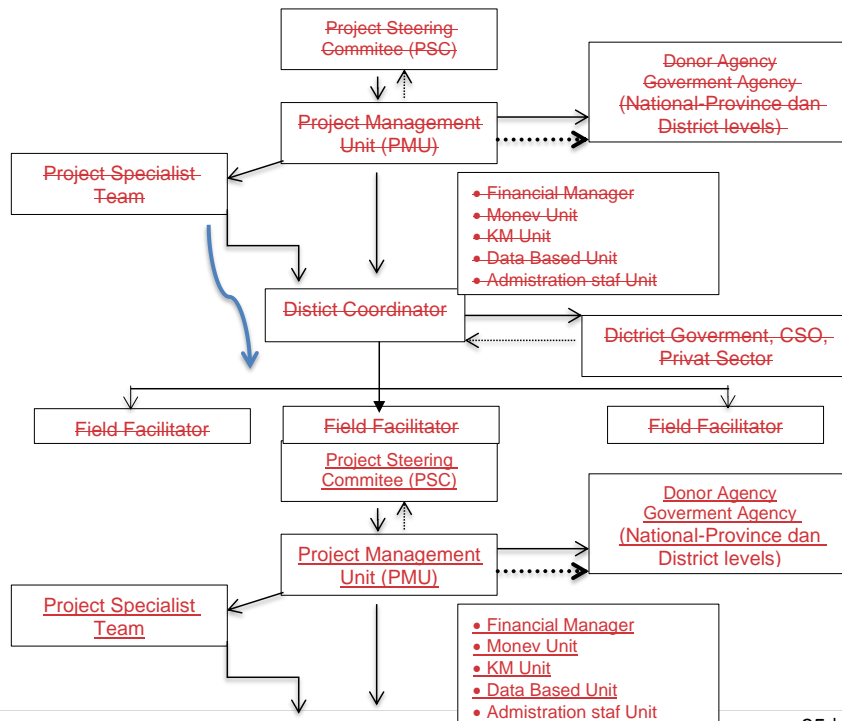 Project Steering
Commitee (PSC)
Donor Agency
Goverment Agency
(National-Province dan
District levels)
Project Management
Unit (PMU)
Project Specialist
Team
• Financial Manager
• Monev Unit
• KM Unit
• Data Based Unit
• Admistration staf Unit
Distict Coordinator
Dictrict Goverment, CSO,
Privat Sector
Field Facilitator
Field Facilitator
Field Facilitator
Project Steering
Commitee (PSC)
Donor Agency
Goverment Agency
(National-Province dan
District levels)
Project Management
Unit (PMU)
Project Specialist
Team
• Financial Manager
• Monev Unit
• KM Unit
• Data Based Unit
• Admistration staf Unit